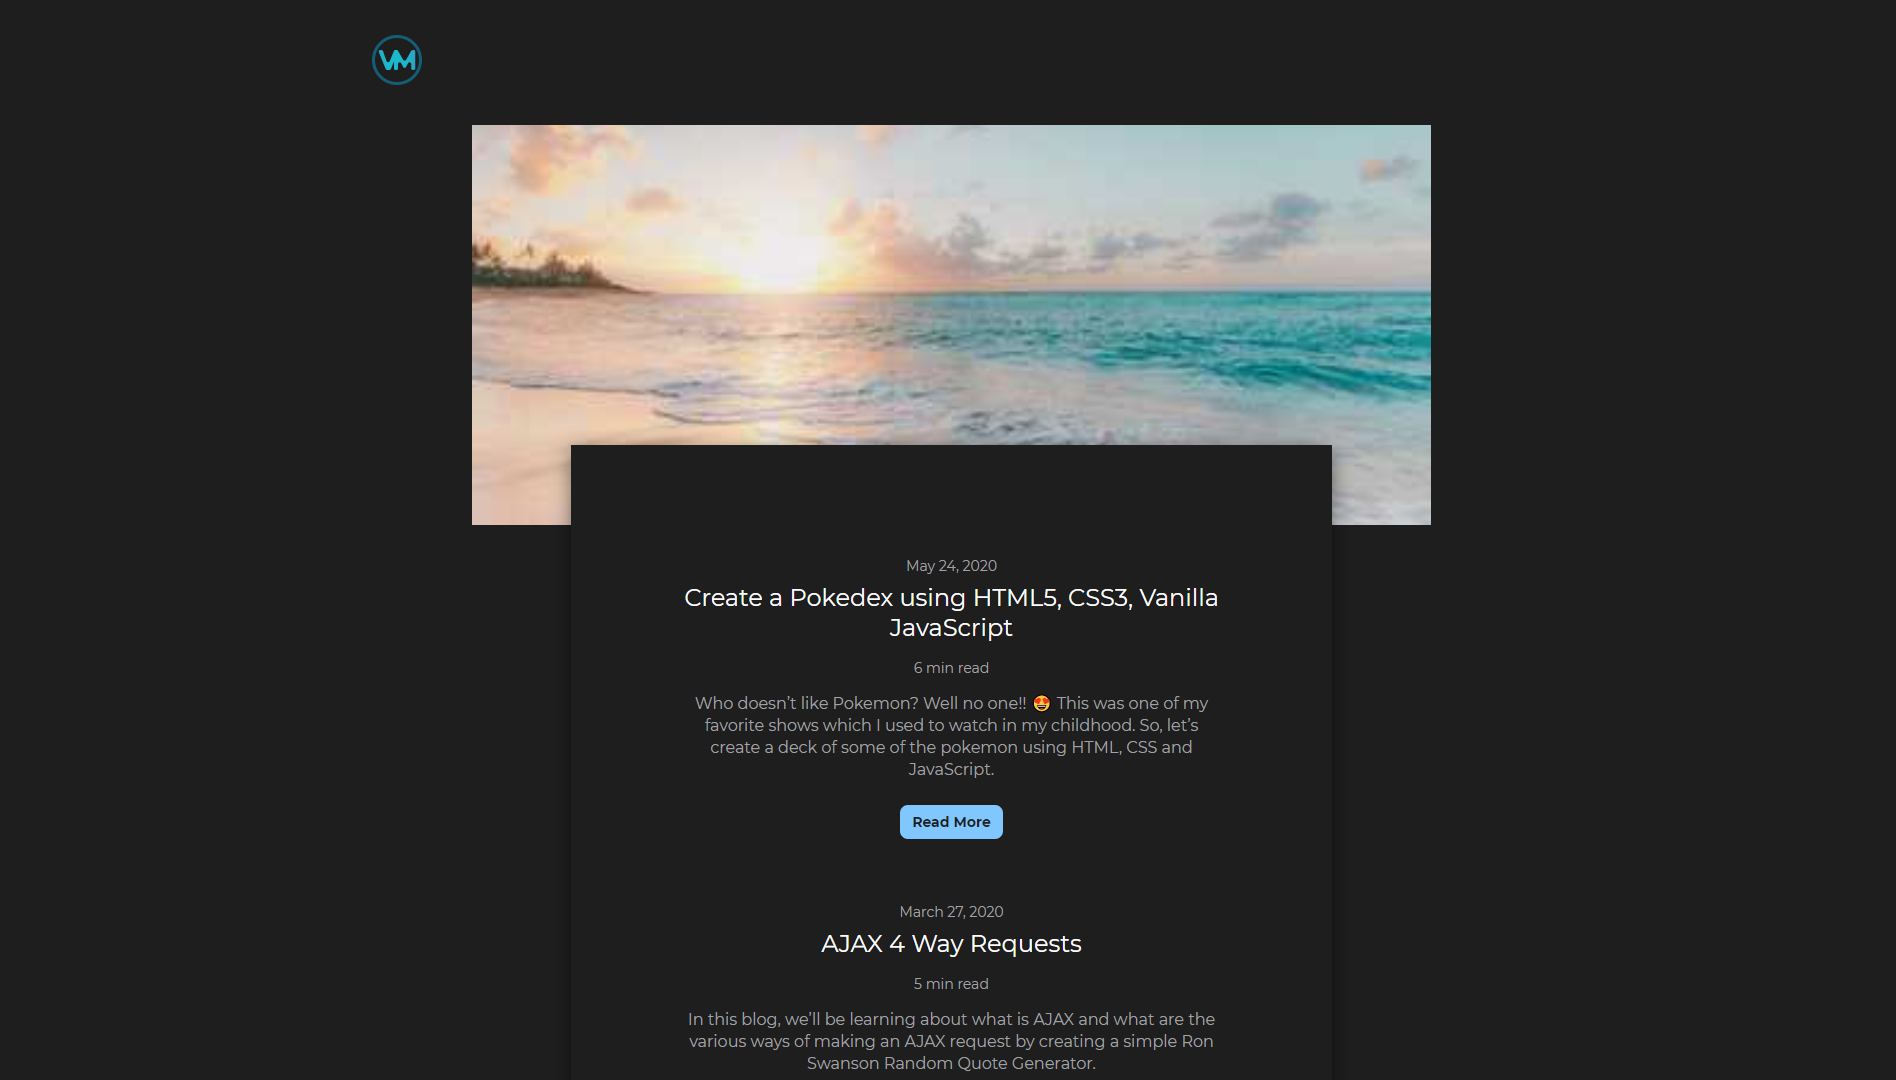 VM
May 24, 2020
Create a Pokedex using HTML5, CSS3, Vanilla
JavaScript
6 min read
Who doesn’t like Pokemon? Well no one!! 😍 This was one of my
favorite shows which I used to watch in my childhood. So, let’s
create a deck of some of the pokemon using HTML, CSS and
JavaScript.
Read More
March 27, 2020
AJAX 4 Way Requests
5 min read
In this blog, we’ll be learning about what is AJAX and what are the
various ways of making an AJAX request by creating a simple Ron
Swanson Random Quote Generator.